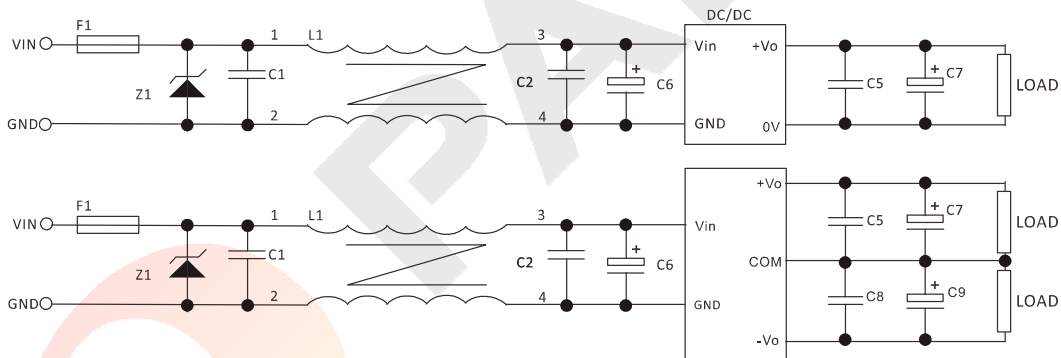 DC/DC
F1
VIN 1 L1 3 Vin +Vo
Z1 C1 C2 + C6 C5 + C7 LOAD
GND 2 4 GND 0V
+Vo
F1
VIN 1 L1 3 Vin C5 + C7 LOAD
Z1 C1 C2 + C6 COM
GND 2 4 GND C8 + C9 LOAD
-Vo